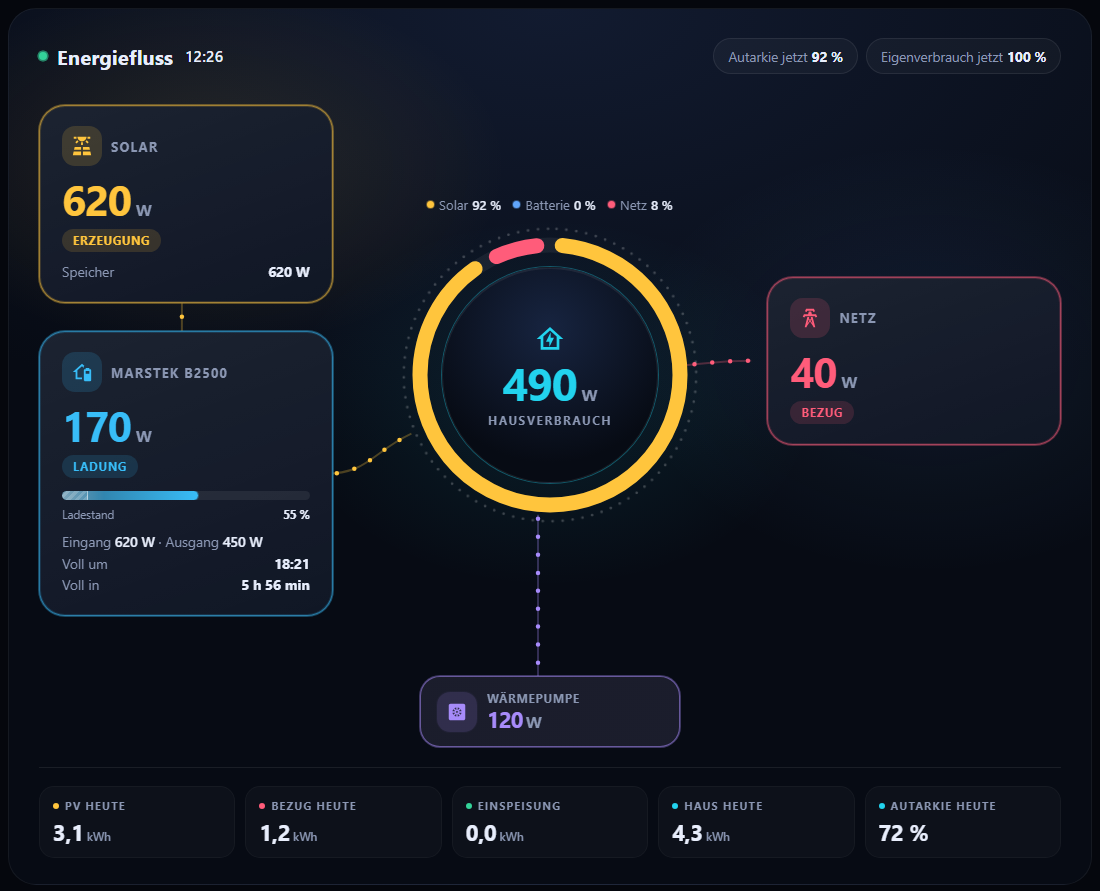 Energiefluss 12:26
Autarkie jetzt 92 %
Eigenverbrauch jetzt 100 %
SOLAR
620 W
ERZEUGUNG
Speicher 620 W
MARSTEK B2500
170 W
LADUNG
Ladestand 55 %
Eingang 620 W · Ausgang 450 W
Voll um 18:21
Voll in 5 h 56 min
Solar 92 % Batterie 0 % Netz 8 %
490 W
HAUSVERBRAUCH
NETZ
40 W
BEZUG
WÄRMEPUMPE
120 W
PV HEUTE
3,1 kWh
BEZUG HEUTE
1,2 kWh
EINSPEISUNG
0,0 kWh
HAUS HEUTE
4,3 kWh
AUTARKIE HEUTE
72 %